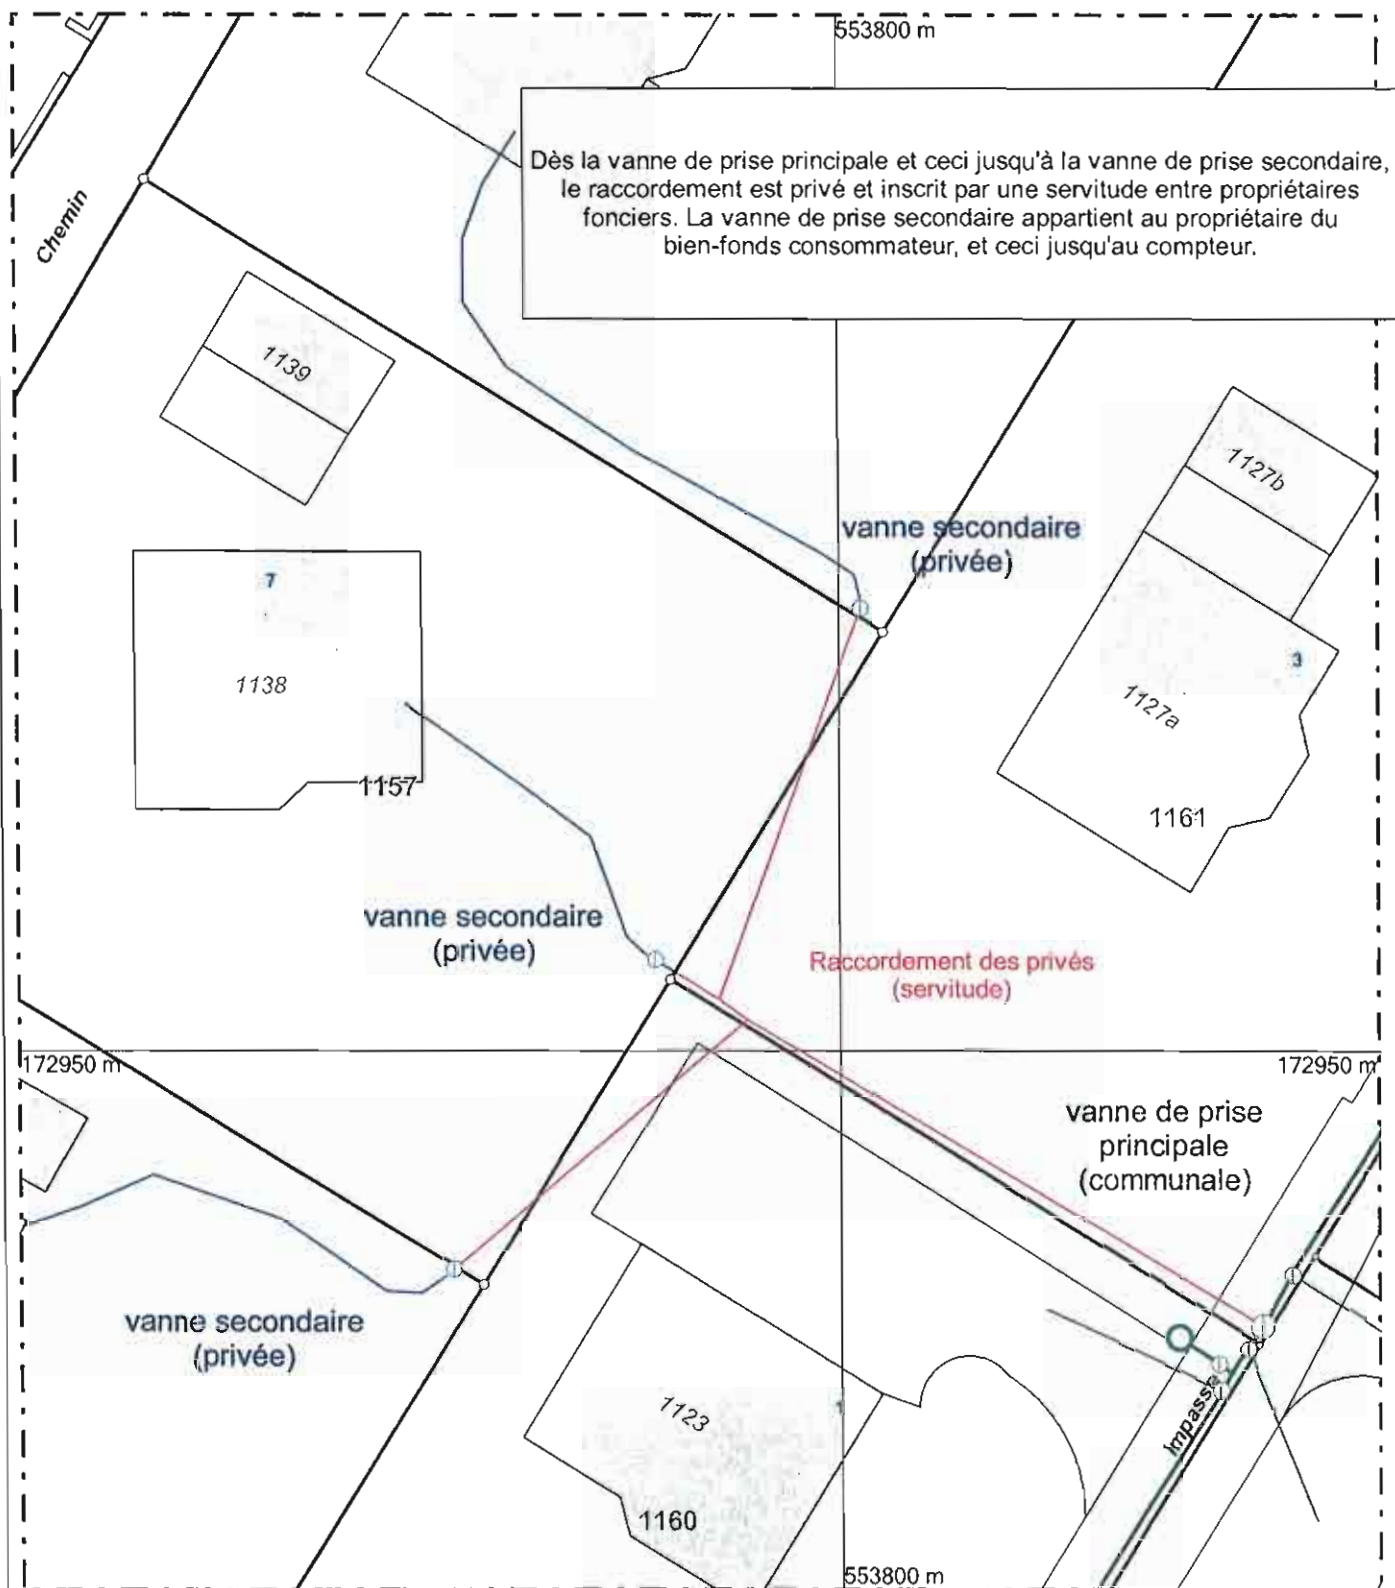 553800 m
Dès la vanne de prise principale et ceci jusqu'à la vanne de prise secondaire,
le raccordement est privé et inscrit par une servitude entre propriétaires
fonciers. La vanne de prise secondaire appartient au propriétaire du
bien-fonds consommateur, et ceci jusqu'au compteur.
Chemin
1139
1127b
vanne secondaire
(privée)
7
3
1138
1127a
1157
1161
vanne secondaire
(privée)
Raccordement des privés
(servitude)
172950 m
172950 m
vanne de prise
principale
(communale)
vanne secondaire
(privée)
1123
1
Impasse
1160
553800 m